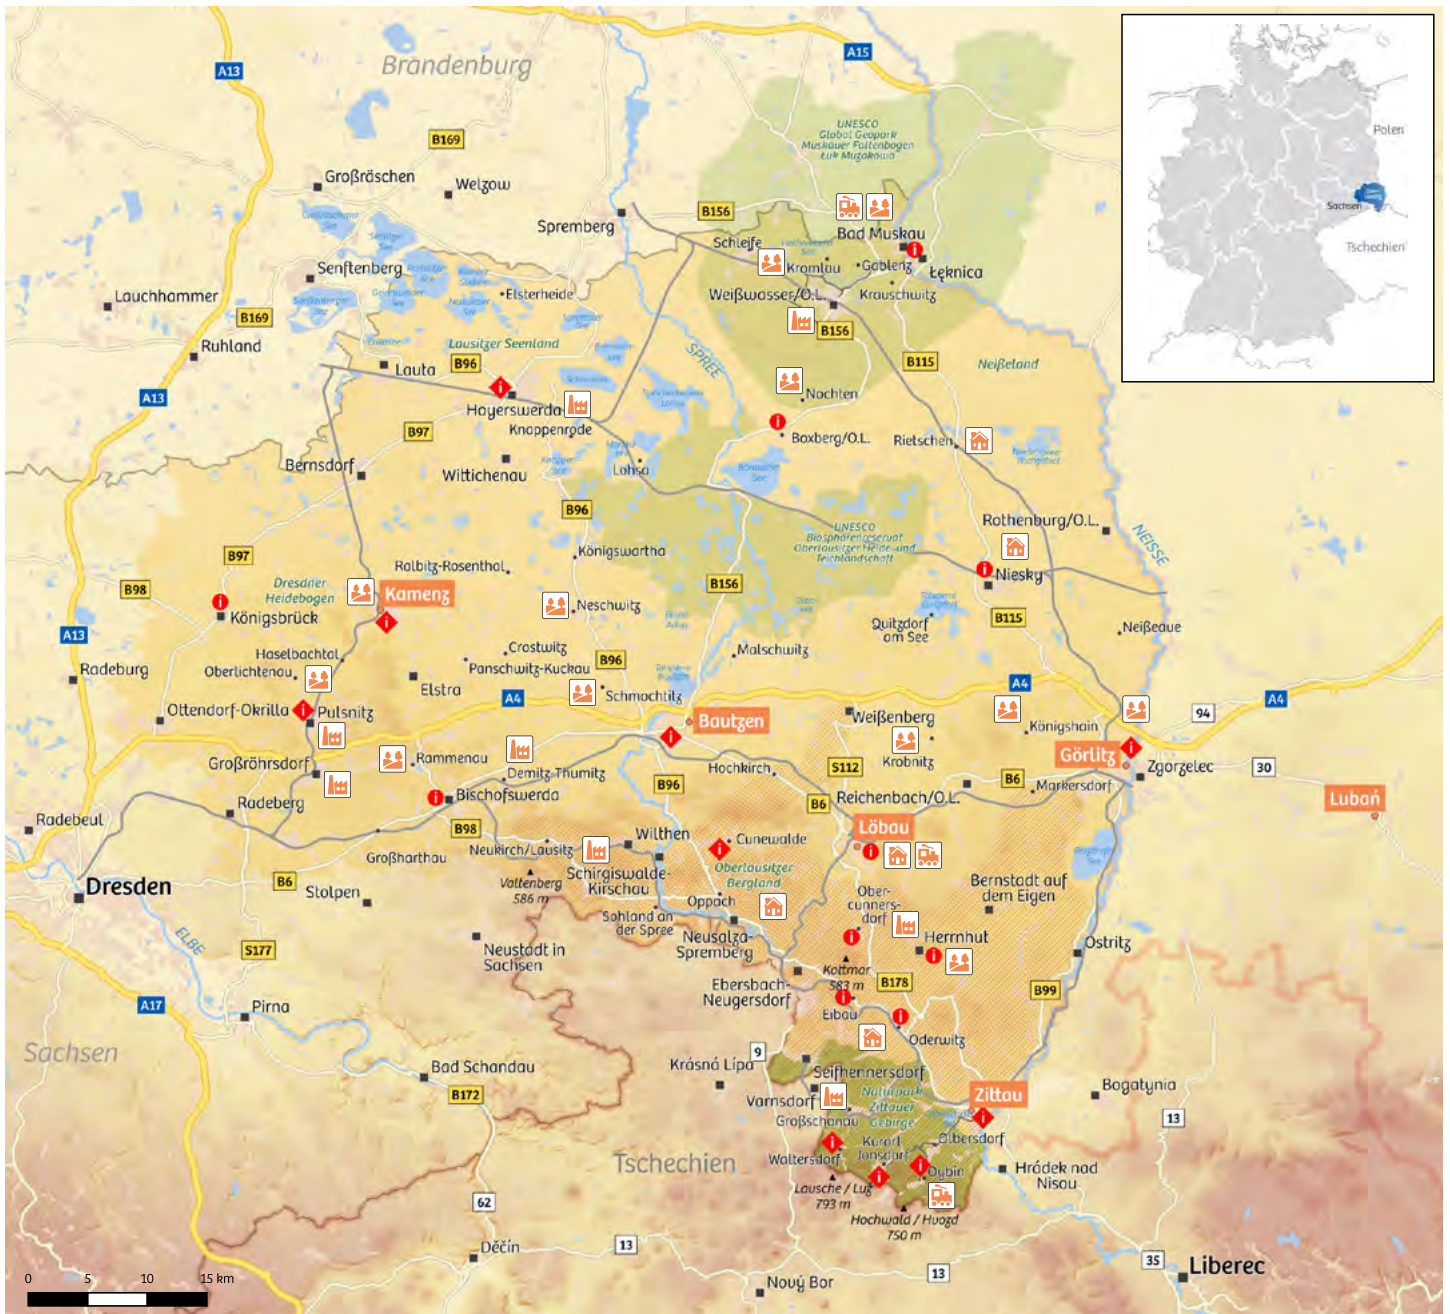 A15
A13
Brandenburg
UNESCO
Global Geopark
Muskauer Faltenbogen
Łuk Mużakowa
Polen
Sachsen
Tschechien
B169
Großräschen
Welzow
B156
Spremberg
Schleife
Bad Muskau
Kromlau
Gablenz
Łęknica
Krauschwitz
Weißwasser/O.L.
Senftenberg
Elsterheide
Lauchhammer
B169
Ruhland
B156
Lausitzer Seenland
SPREE
B96
Lauta
B115
Neißeland
A13
Hoyerswerda
Knappenrode
Nochten
Boxberg/O.L.
Rietschen
B97
Bernsdorf
Wittichenau
Lohsa
B96
Rothenburg/O.L.
NEISSE
UNESCO
Biosphärenreservat
Oberlausitzer Heide- und
Teichlandschaft
B97
Königswartha
Ralbitz-Rosenthal
Niesky
B98
Dresdner
Heidebogen
Kamenz
B156
Neschwitz
Königsbrück
Quitzdorf
am See
B115
Neißeaue
A13
Haselbachtal
Oberlichtenau
Crostwitz
Panschwitz-Kuckau
B96
Malschwitz
Radeburg
Elstra
A4
Schmochtitz
A4
A4
Ottendorf-Okrilla
Pulsnitz
Bautzen
Weißenberg
Königshain
94
Görlitz
Großröhrsdorf
Rammenau
Demitz-Thumitz
Hochkirch
S112
Krobnitz
Zgorzelec
30
B96
B6
Markersdorf
Lubań
Radeberg
Bischofswerda
B6
Reichenbach/O.L.
Radebeul
B98
Löbau
Großharthau
Neukirch/Lausitz
Wilthen
Cunewalde
Schirgiswalde-
Kirschau
Oberlausitzer
Bergland
Dresden
B6
Stolpen
Valtenberg
586 m
Oppach
Ober-
cunners-
dorf
Bernstadt auf
dem Eigen
Sohland an
der Spree
ELBE
S177
Neustadt in
Sachsen
Neusalza-
Spremberg
Herrnhut
Ostritz
Kottmar
583 m
B178
B99
Ebersbach-
Neugersdorf
A17
Pirna
Eibau
Oderwitz
Sachsen
9
Krásná Lípa
Seifhennersdorf
Bad Schandau
B172
Varnsdorf
Naturpark
Zittauer
Gebirge
Zittau
Bogatynia
Großschönau
13
Olbersdorf
Waltersdorf
Kurort
Jonsdorf
Oybin
Tschechien
Lausche / Luž
793 m
Hrádek nad
Nisou
62
Hochwald / Hvozd
750 m
Děčín
13
35
Liberec
13
Nový Bor
0 5 10 15 km